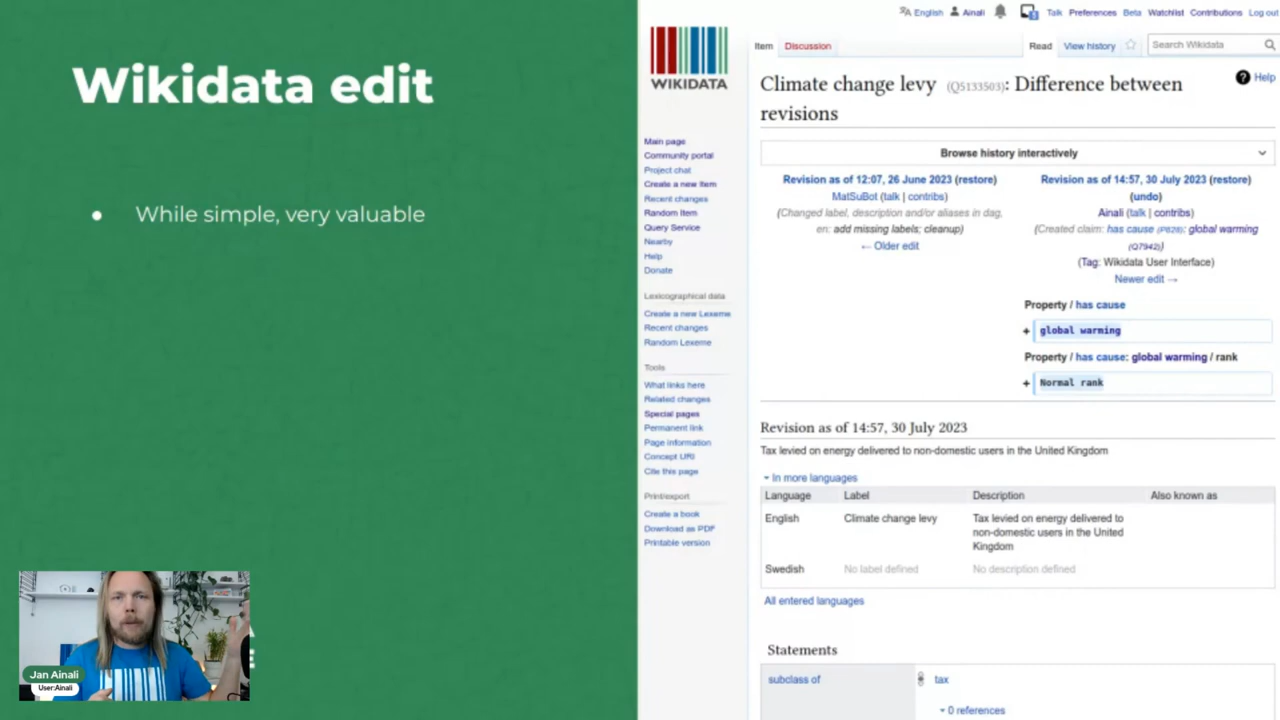 Wikidata edit
● While simple, very valuable
Jan Ainali
User:Ainali
WIKIDATA
Main page
Community portal
Project chat
Create a new Item
Recent changes
Random Item
Query Service
Nearby
Help
Donate
Lexicographical data
Create a new Lexeme
Recent changes
Random Lexeme
Tools
What links here
Related changes
Special pages
Permanent link
Page information
Concept URI
Cite this page
Print/export
Create a book
Download as PDF
Printable version
English Ainali Talk Preferences Beta Watchlist Contributions Log out
Item Discussion Read View history Search Wikidata
Climate change levy (Q5133503): Difference between
revisions
Help
Browse history interactively
Revision as of 12:07, 26 June 2023 (restore)
MatSuBot (talk | contribs)
(Changed label, description and/or aliases in dag,
en: add missing labels; cleanup)
← Older edit
Revision as of 14:57, 30 July 2023 (restore)
(undo)
Ainali (talk | contribs)
(Created claim: has cause (P828): global warming
(Q7942))
(Tag: Wikidata User Interface)
Newer edit →
Property / has cause
+ global warming
Property / has cause: global warming / rank
+ Normal rank
Revision as of 14:57, 30 July 2023
Tax levied on energy delivered to non-domestic users in the United Kingdom
In more languages
Language Label Description Also known as
English Climate change levy Tax levied on energy delivered to
non-domestic users in the United
Kingdom
Swedish No label defined No description defined
All entered languages
Statements
subclass of tax
0 references